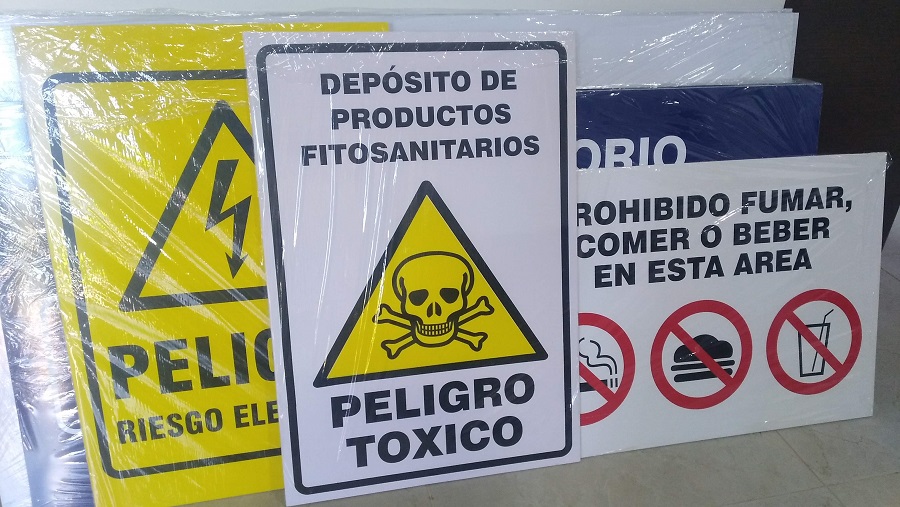 PELIG
RIESGO ELE
DEPÓSITO DE
PRODUCTOS
FITOSANITARIOS
PELIGRO
TOXICO
ORIO
ROHIBIDO FUMAR,
COMER Ó BEBER
EN ESTA AREA